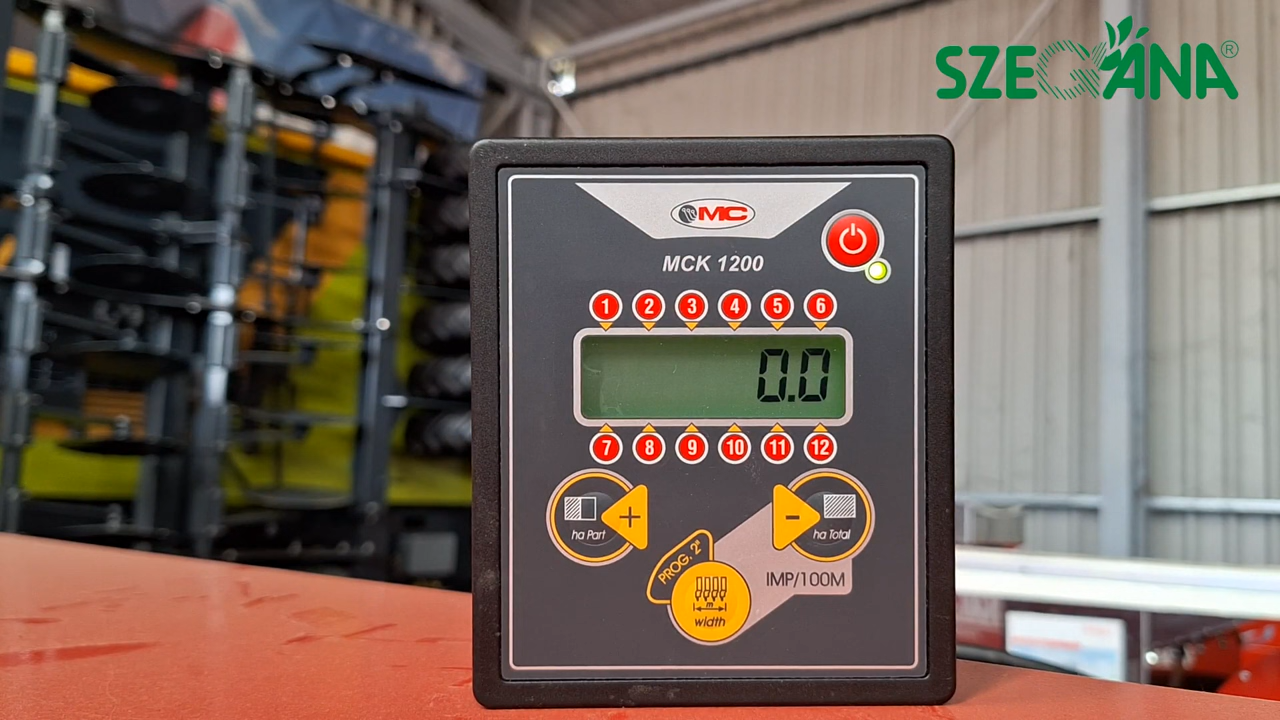 SZEGÁNA®
MC
MCK 1200
1 2 3 4 5 6
0.0
7 8 9 10 11 12
+ -
ha Part ha Total
PROG. 2"
IMP/100M
m
width